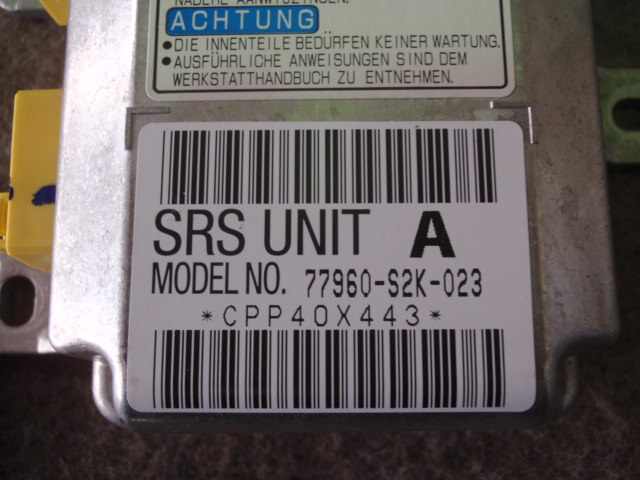 ACHTUNG
•DIE INNENTEILE BEDÜRFEN KEINER WARTUNG.
•AUSFÜHRLICHE ANWEISUNGEN SIND DEM
WERKSTATTHANDBUCH ZU ENTNEHMEN.
SRS UNIT A
MODEL NO. 77960-S2K-023
*CPP40X443*